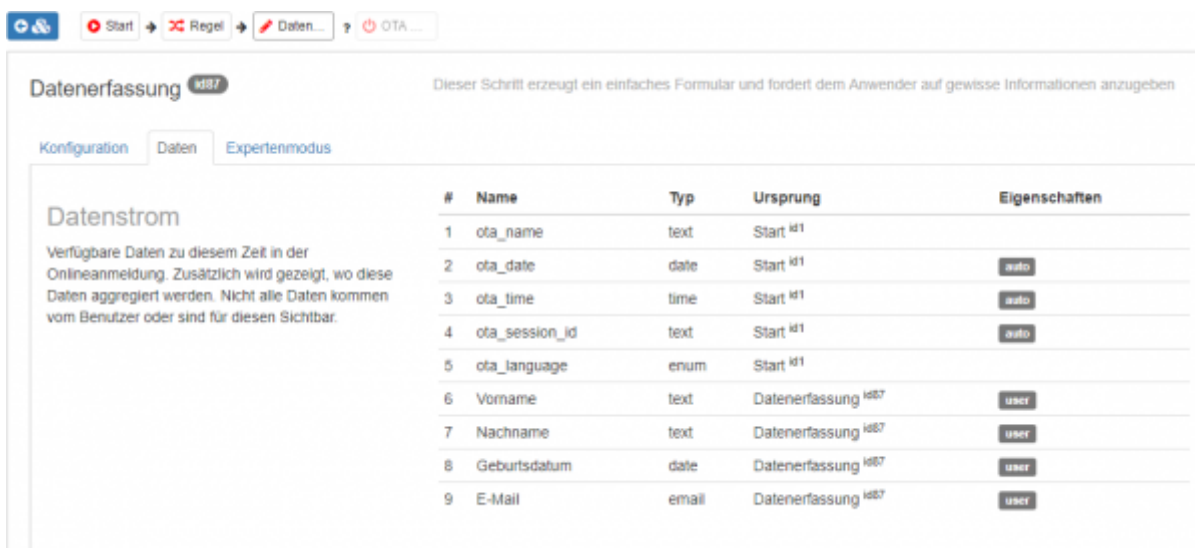 Start Regel Daten... ? OTA ...
Datenerfassung id87 Dieser Schritt erzeugt ein einfaches Formular und fordert dem Anwender auf gewisse Informationen anzugeben
Konfiguration Daten Expertenmodus
Datenstrom
Verfügbare Daten zu diesem Zeit in der
Onlineanmeldung. Zusätzlich wird gezeigt, wo diese
Daten aggregiert werden. Nicht alle Daten kommen
vom Benutzer oder sind für diesen Sichtbar.
# Name Typ Ursprung Eigenschaften
1 ota_name text Start id1
2 ota_date date Start id1 auto
3 ota_time time Start id1 auto
4 ota_session_id text Start id1 auto
5 ota_language enum Start id1
6 Vorname text Datenerfassung id87 user
7 Nachname text Datenerfassung id87 user
8 Geburtsdatum date Datenerfassung id87 user
9 E-Mail email Datenerfassung id87 user